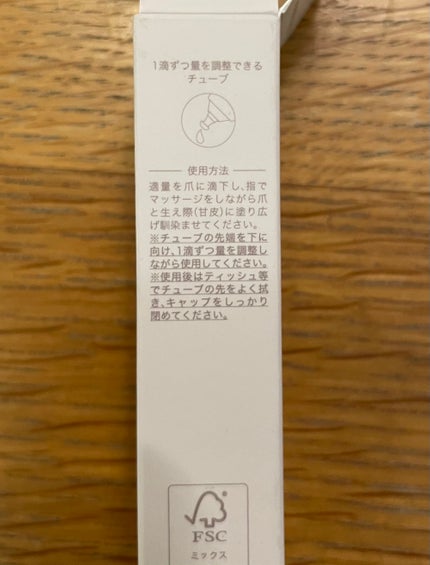 1滴ずつ量を調整できる
チューブ
使用方法
適量を爪に滴下し、指で
マッサージをしながら爪
と生え際(甘皮)に塗り広
げ馴染ませてください。
※チューブの先端を下に
向け、1滴ずつ量を調整し
ながら使用してください。
※使用後はティッシュ等
でチューブの先をよく拭
き、キャップをしっかり
閉めてください。
FSC
ミックス